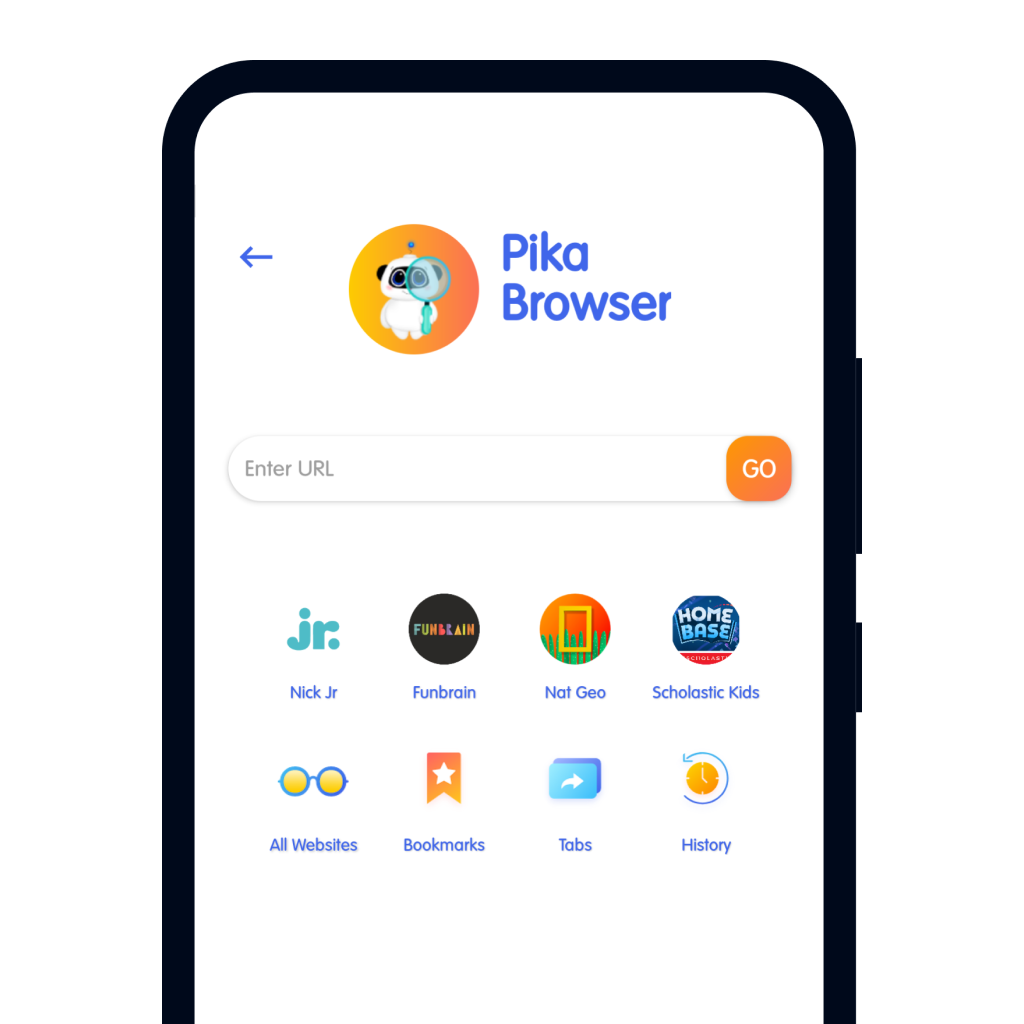 Pika
Browser
Enter URL
GO
jr.
FUNBRAIN
HOME
BASE
SCHOLASTIC
Nick Jr
Funbrain
Nat Geo
Scholastic Kids
All Websites
Bookmarks
Tabs
History